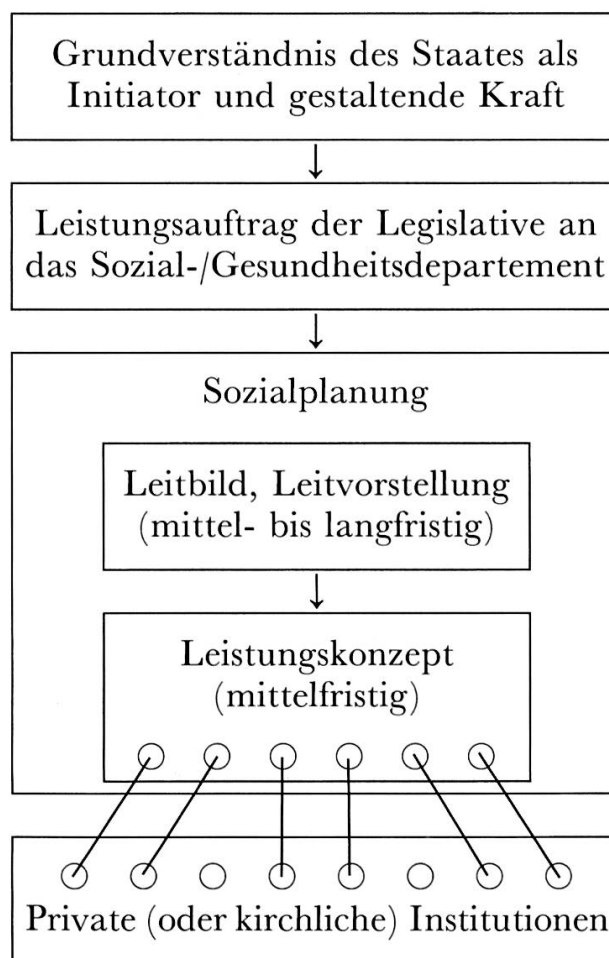 Grundverständnis des Staates als
Initiator und gestaltende Kraft
Leistungsauftrag der Legislative an
das Sozial-/Gesundheitsdepartement
Sozialplanung
Leitbild, Leitvorstellung
(mittel- bis langfristig)
Leistungskonzept
(mittelfristig)
Private (oder kirchliche) Institutionen